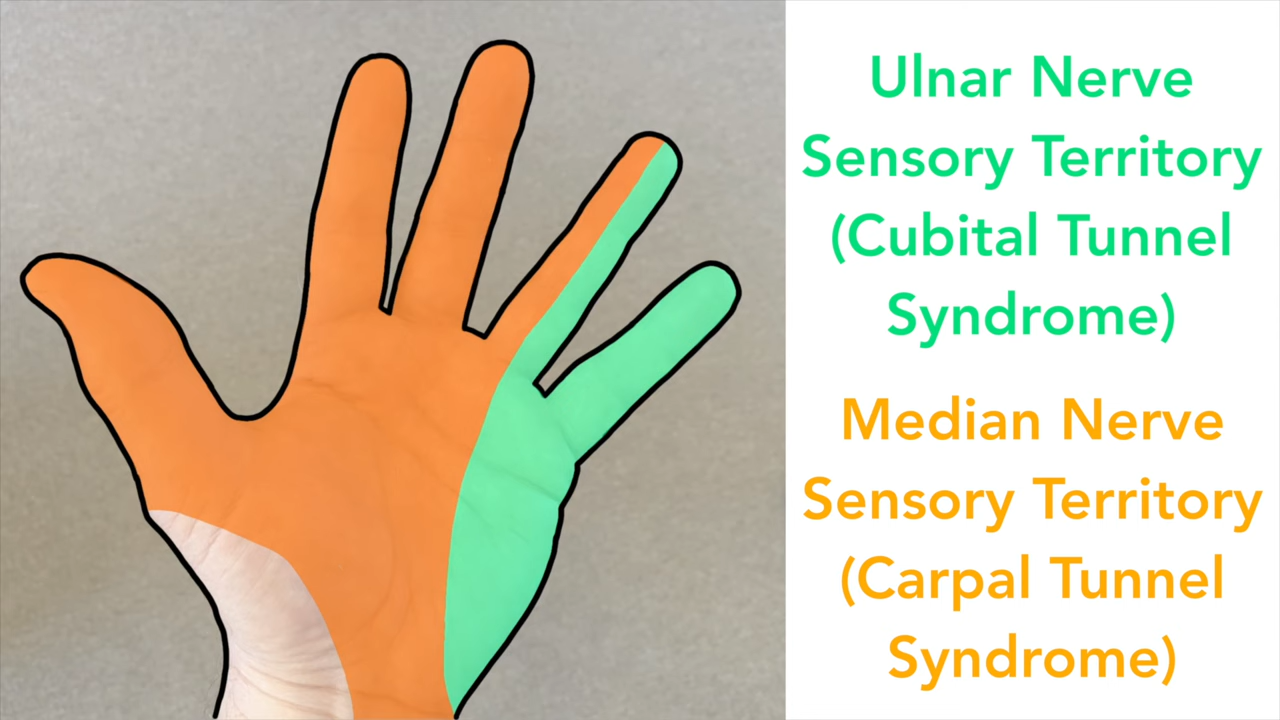 Ulnar Nerve
Sensory Territory
(Cubital Tunnel
Syndrome)
Median Nerve
Sensory Territory
(Carpal Tunnel
Syndrome)